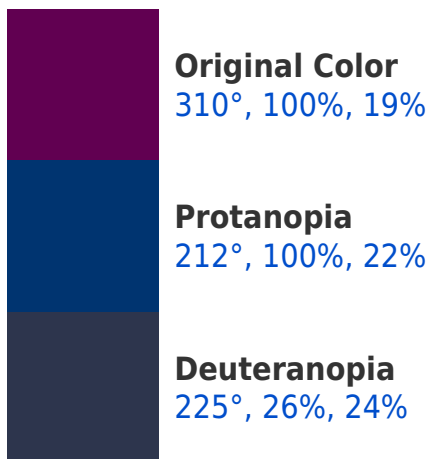 Original Color
310°, 100%, 19%
Protanopia
212°, 100%, 22%
Deuteranopia
225°, 26%, 24%